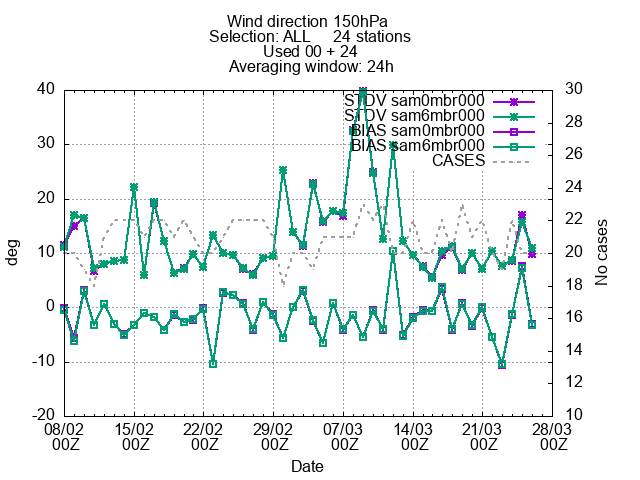 Wind direction 150hPa
Selection: ALL 24 stations
Used 00 + 24
Averaging window: 24h
STDV sam0mbr000
STDV sam6mbr000
BIAS sam0mbr000
BIAS sam6mbr000
CASES
40
30
20
10
0
-10
-20
deg
30
28
26
24
22
20
18
16
14
12
10
No cases
08/02 15/02 22/02 29/02 07/03 14/03 21/03 28/03
00Z 00Z 00Z 00Z 00Z 00Z 00Z 00Z
Date